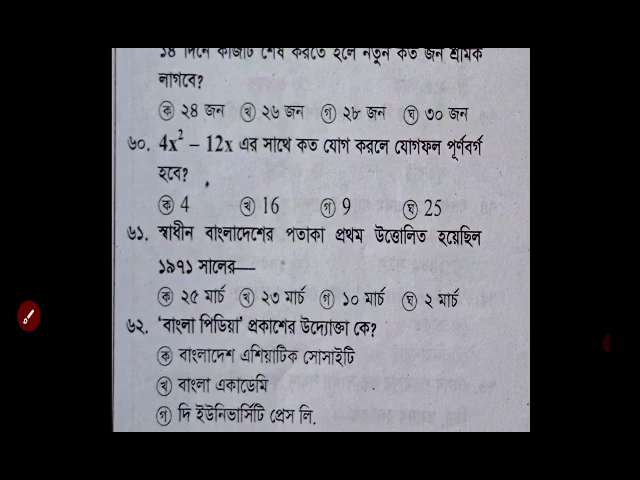 ১৪ দিনে কাজটি শেষ করতে হলে নতুন কত জন শ্রমিক
লাগবে?
ক ২৪ জন খ ২৬ জন গ ২৮ জন ঘ ৩০ জন
৬০. 4x² – 12x এর সাথে কত যোগ করলে যোগফল পূর্ণবর্গ
হবে?
ক 4 খ 16 গ 9 ঘ 25
৬১. স্বাধীন বাংলাদেশের পতাকা প্রথম উত্তোলিত হয়েছিল
১৯৭১ সালের—
ক ২৫ মার্চ খ ২৩ মার্চ গ ১০ মার্চ ঘ ২ মার্চ
৬২. ‘বাংলা পিডিয়া’ প্রকাশের উদ্যোক্তা কে?
ক বাংলাদেশ এশিয়াটিক সোসাইটি
খ বাংলা একাডেমি
গ দি ইউনিভার্সিটি প্রেস লি.